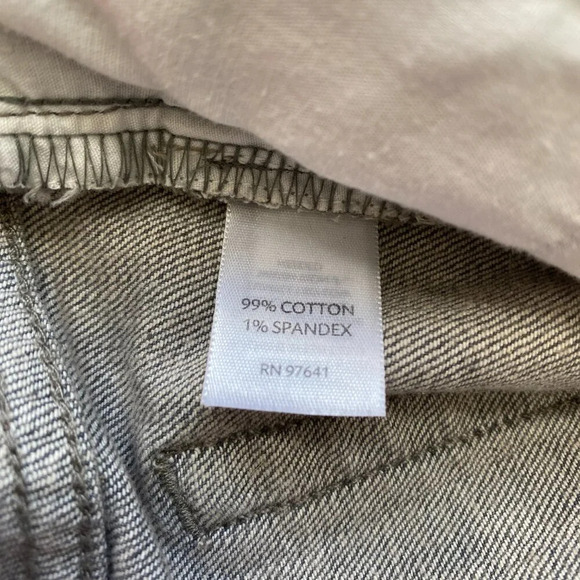 99% COTTON
1% SPANDEX
RN 97641